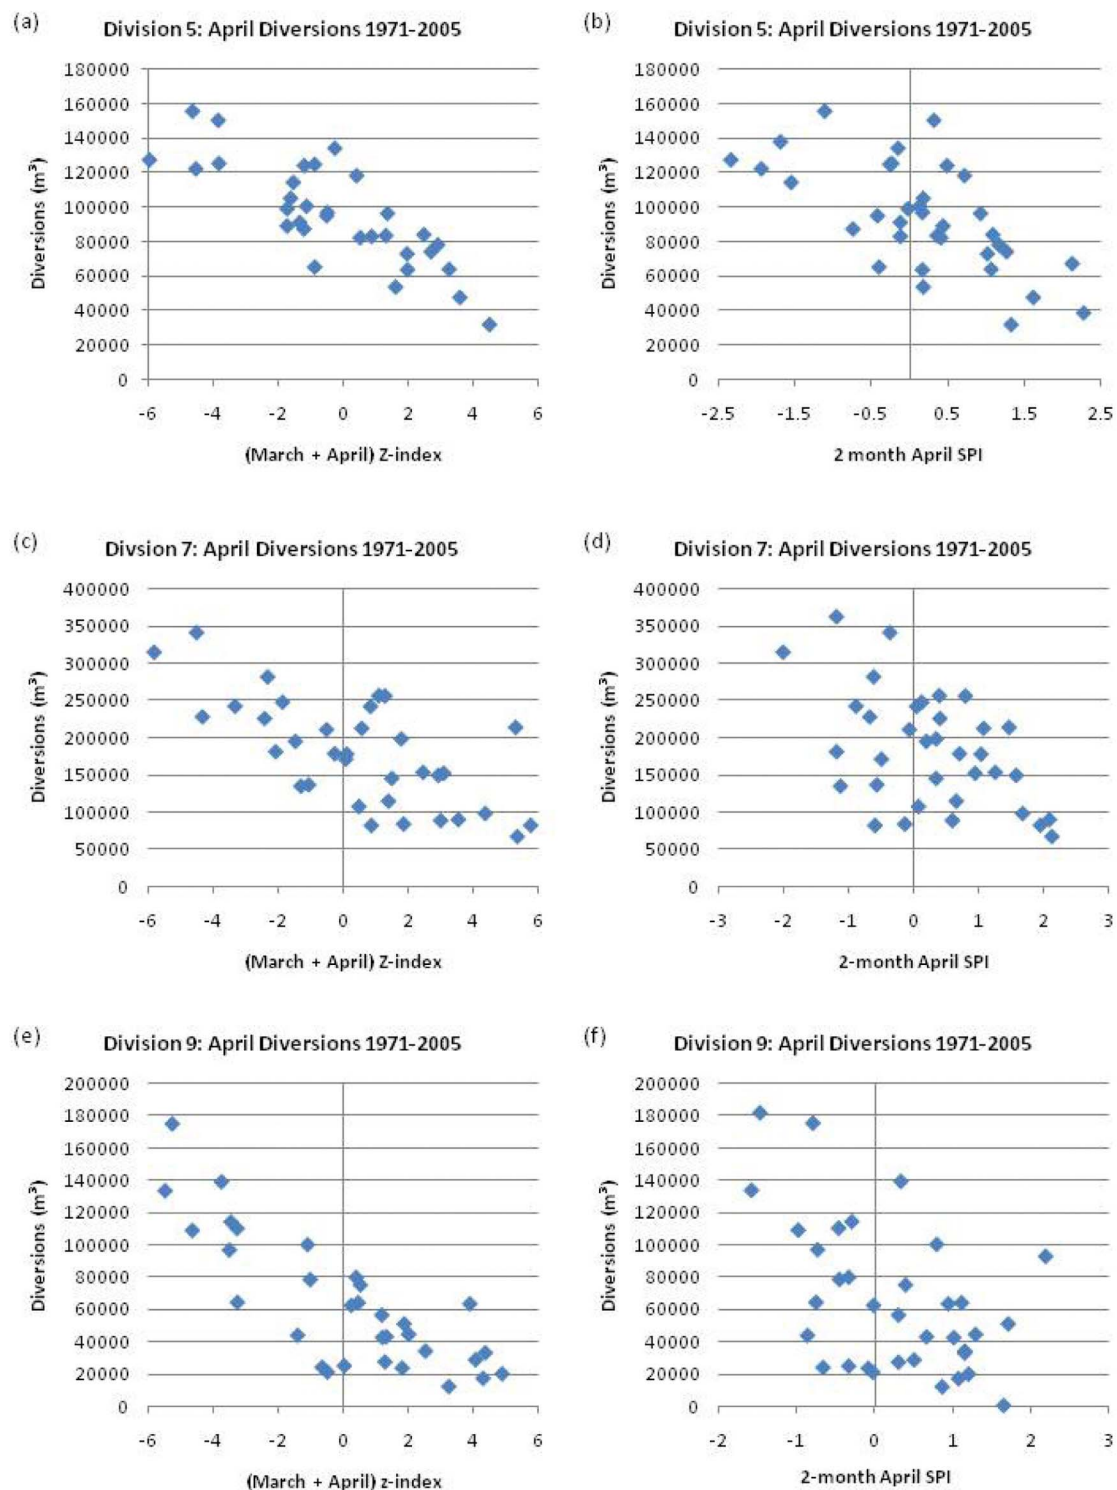 (a)
Division 5: April Diversions 1971-2005
180000
160000
140000
120000
100000
80000
60000
40000
20000
0
Diversions (m³)
-6 -4 -2 0 2 4 6
(March + April) Z-index
(b)
Division 5: April Diversions 1971-2005
180000
160000
140000
120000
100000
80000
60000
40000
20000
0
Diversions (m³)
-2.5 -1.5 -0.5 0.5 1.5 2.5
2 month April SPI
(c)
Divsion 7: April Diversions 1971-2005
400000
350000
300000
250000
200000
150000
100000
50000
0
Diversions (m³)
-6 -4 -2 0 2 4 6
(March + April) Z-index
(d)
Division 7: April Diversions 1971-2005
400000
350000
300000
250000
200000
150000
100000
50000
0
Diversions (m³)
-3 -2 -1 0 1 2 3
2-month April SPI
(e)
Division 9: April Diversions 1971-2005
200000
180000
160000
140000
120000
100000
80000
60000
40000
20000
0
Diversions (m³)
-6 -4 -2 0 2 4 6
(March + April) z-index
(f)
Division 9: April Diversions 1971-2005
200000
180000
160000
140000
120000
100000
80000
60000
40000
20000
0
Diversions (m³)
-2 -1 0 1 2 3
2-month April SPI